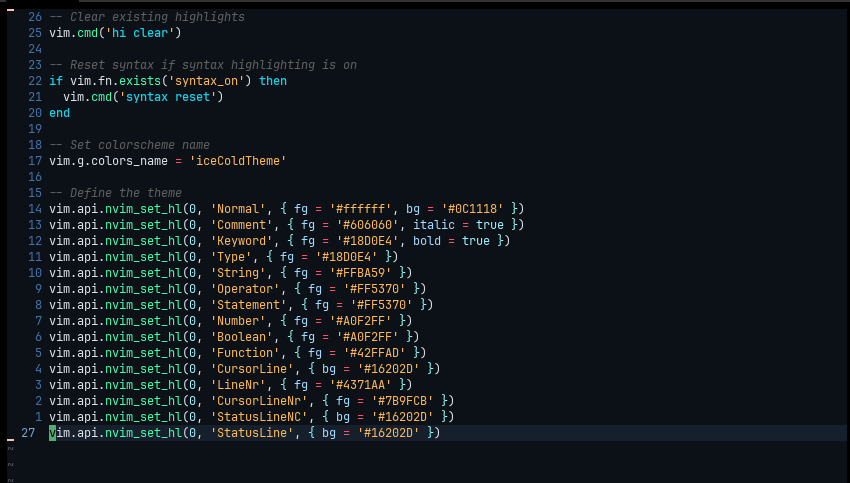 26 -- Clear existing highlights
25 vim.cmd('hi clear')
24
23 -- Reset syntax if syntax highlighting is on
22 if vim.fn.exists('syntax_on') then
21   vim.cmd('syntax reset')
20 end
19
18 -- Set colorscheme name
17 vim.g.colors_name = 'iceColdTheme'
16
15 -- Define the theme
14 vim.api.nvim_set_hl(0, 'Normal', { fg = '#ffffff', bg = '#0C1118' })
13 vim.api.nvim_set_hl(0, 'Comment', { fg = '#606060', italic = true })
12 vim.api.nvim_set_hl(0, 'Keyword', { fg = '#18D0E4', bold = true })
11 vim.api.nvim_set_hl(0, 'Type', { fg = '#18D0E4' })
10 vim.api.nvim_set_hl(0, 'String', { fg = '#FFBA59' })
9 vim.api.nvim_set_hl(0, 'Operator', { fg = '#FF5370' })
8 vim.api.nvim_set_hl(0, 'Statement', { fg = '#FF5370' })
7 vim.api.nvim_set_hl(0, 'Number', { fg = '#A0F2FF' })
6 vim.api.nvim_set_hl(0, 'Boolean', { fg = '#A0F2FF' })
5 vim.api.nvim_set_hl(0, 'Function', { fg = '#42FFAD' })
4 vim.api.nvim_set_hl(0, 'CursorLine', { bg = '#16202D' })
3 vim.api.nvim_set_hl(0, 'LineNr', { fg = '#4371AA' })
2 vim.api.nvim_set_hl(0, 'CursorLineNr', { fg = '#7B9FCB' })
1 vim.api.nvim_set_hl(0, 'StatusLineNC', { bg = '#16202D' })
27 vim.api.nvim_set_hl(0, 'StatusLine', { bg = '#16202D' })
~
~
~